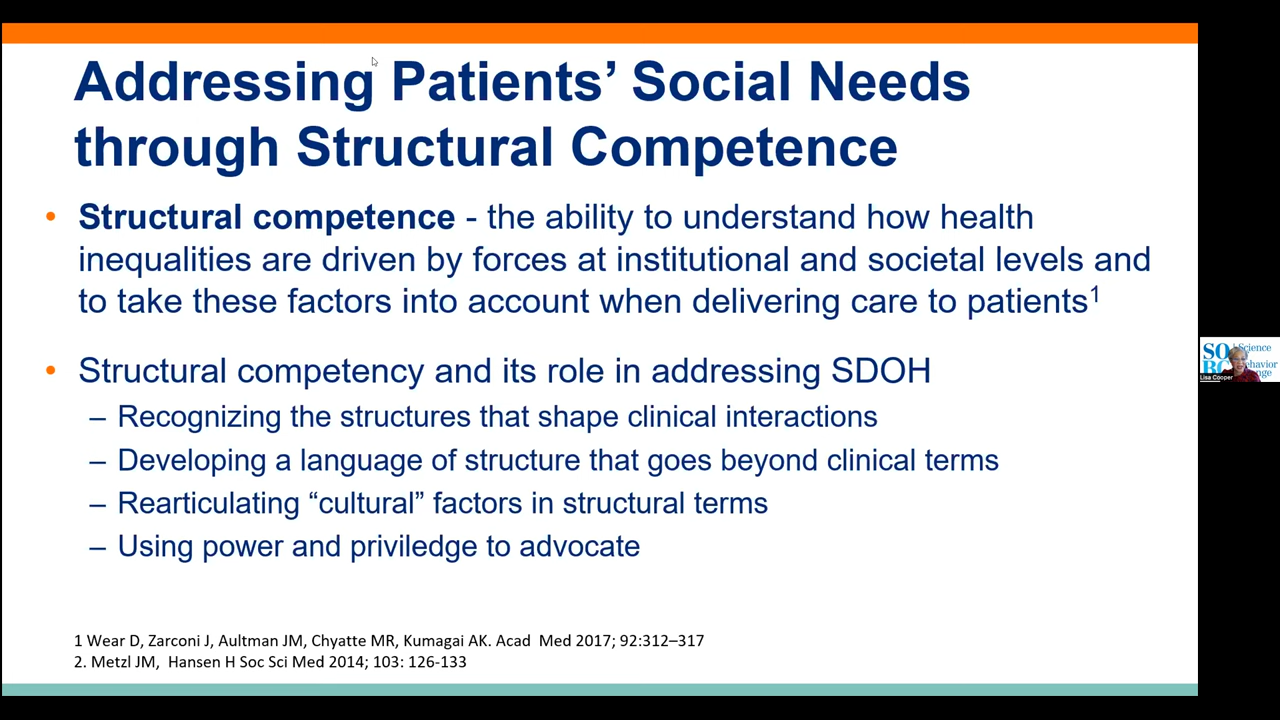 Addressing Patients’ Social Needs
through Structural Competence
• Structural competence - the ability to understand how health
inequalities are driven by forces at institutional and societal levels and
to take these factors into account when delivering care to patients1
• Structural competency and its role in addressing SDOH
– Recognizing the structures that shape clinical interactions
– Developing a language of structure that goes beyond clinical terms
– Rearticulating “cultural” factors in structural terms
– Using power and priviledge to advocate
1 Wear D, Zarconi J, Aultman JM, Chyatte MR, Kumagai AK. Acad Med 2017; 92:312–317
2. Metzl JM, Hansen H Soc Sci Med 2014; 103: 126-133
SO
Science
Lisa Cooper